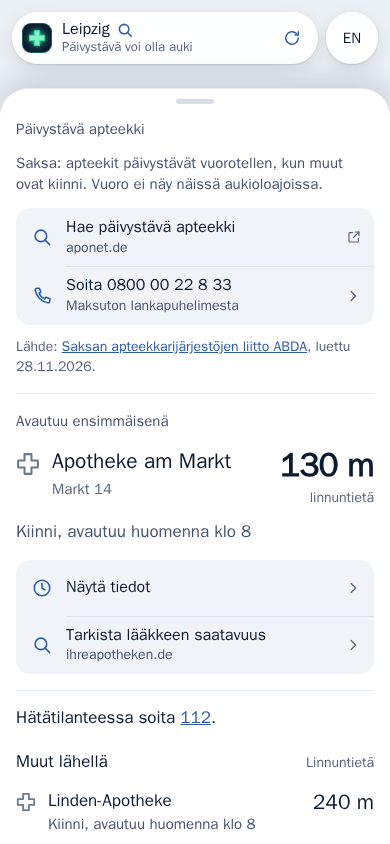 Leipzig
Päivystävä voi olla auki
EN
Päivystävä apteekki
Saksa: apteekit päivystävät vuorotellen, kun muut
ovat kiinni. Vuoro ei näy näissä aukioloajoissa.
Hae päivystävä apteekki
aponet.de
Soita 0800 00 22 8 33
Maksuton lankapuhelimesta
Lähde: Saksan apteekkarijärjestöjen liitto ABDA, luettu
28.11.2026.
Avautuu ensimmäisenä
Apotheke am Markt
130 m
Markt 14
linnuntietä
Kiinni, avautuu huomenna klo 8
Näytä tiedot
Tarkista lääkkeen saatavuus
ihreapotheken.de
Hätätilanteessa soita 112.
Muut lähellä
Linnuntietä
Linden-Apotheke
240 m
Kiinni, avautuu huomenna klo 8